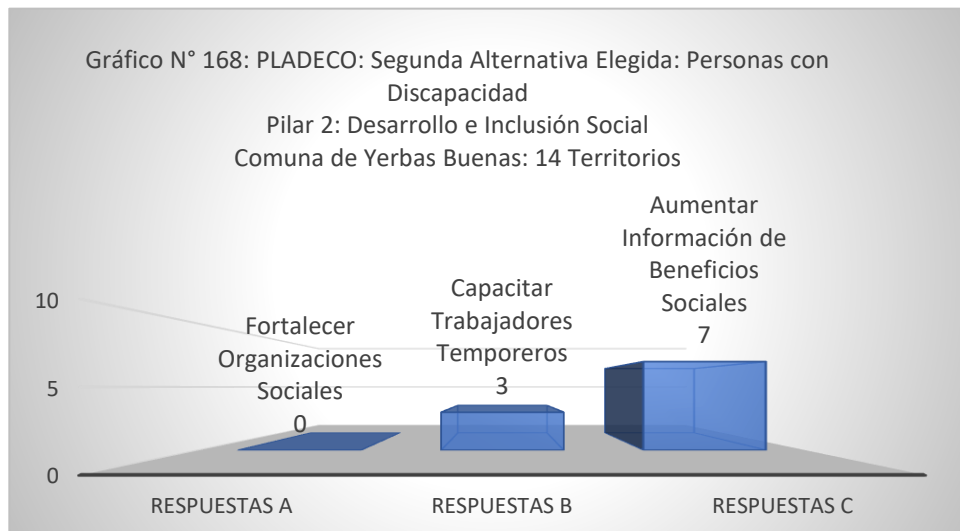 Gráfico N° 168: PLADECO: Segunda Alternativa Elegida: Personas con
Discapacidad
Pilar 2: Desarrollo e Inclusión Social
Comuna de Yerbas Buenas: 14 Territorios
10
5
0
Fortalecer
Organizaciones
Sociales
0
Capacitar
Trabajadores
Temporeros
3
Aumentar
Información de
Beneficios
Sociales
7
RESPUESTAS A
RESPUESTAS B
RESPUESTAS C